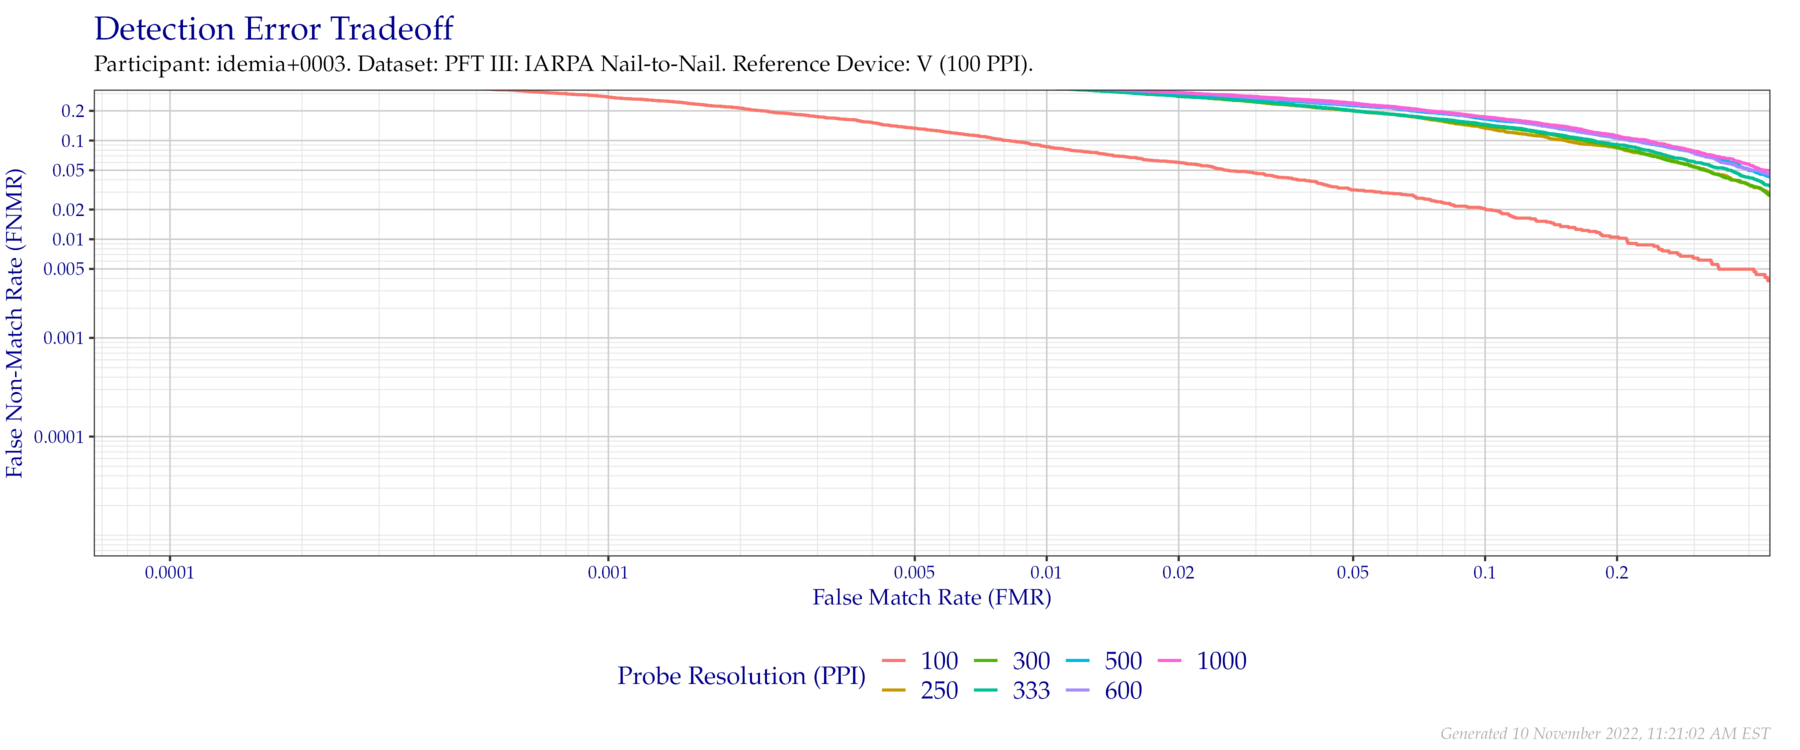 Detection Error Tradeoff
Participant: idemia+0003. Dataset: PFT III: IARPA Nail-to-Nail. Reference Device: V (100 PPI).
False Non-Match Rate (FNMR)
0.2
0.1
0.05
0.02
0.01
0.005
0.001
0.0001
0.0001 0.001 0.005 0.01 0.02 0.05 0.1 0.2
False Match Rate (FMR)
Probe Resolution (PPI)
100 300 500 1000
250 333 600
Generated 10 November 2022, 11:21:02 AM EST